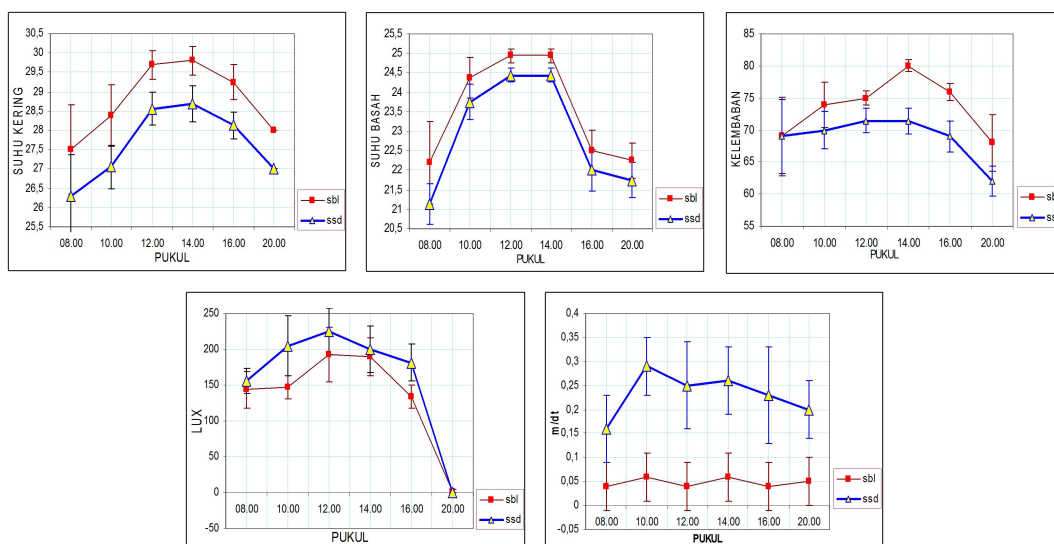 SUHU KERING
30,5
30
29,5
29
28,5
28
27,5
27
26,5
26
25,5
08.00 10.00 12.00 14.00 16.00 20.00
PUKUL
sbl
ssd
SUHU BASAH
25,5
25
24,5
24
23,5
23
22,5
22
21,5
21
20,5
08.00 10.00 12.00 14.00 16.00 20.00
PUKUL
sbl
ssd
KELEMBABAN
85
80
75
70
65
60
55
08.00 10.00 12.00 14.00 16.00 20.00
PUKUL
sbl
ssd
LUX
250
200
150
100
50
0
-50
08.00 10.00 12.00 14.00 16.00 20.00
PUKUL
sbl
ssd
m/dt
0,4
0,35
0,3
0,25
0,2
0,15
0,1
0,05
0
-0,05
08.00 10.00 12.00 14.00 16.00 20.00
PUKUL
sbl
ssd